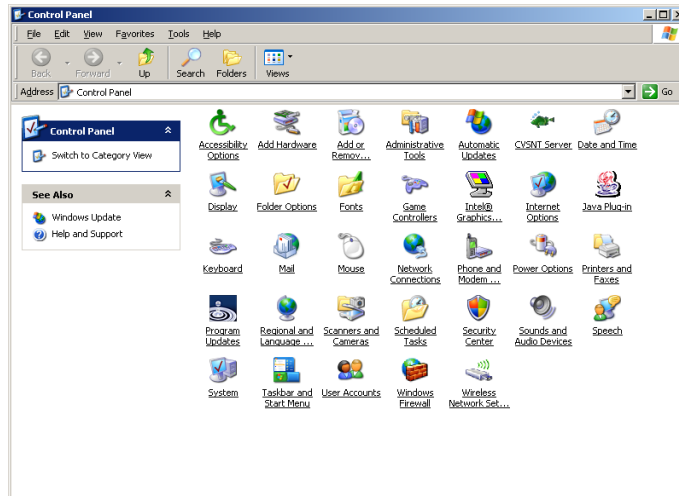 Control Panel
File Edit View Favorites Tools Help
Back Forward Up Search Folders Views
Address Control Panel Go
Control Panel
Switch to Category View
See Also
Windows Update
Help and Support
Accessibility Options
Add Hardware
Add or Remov...
Administrative Tools
Automatic Updates
CVSNT Server
Date and Time
Display
Folder Options
Fonts
Game Controllers
Intel® Graphics...
Internet Options
Java Plug-in
Keyboard
Mail
Mouse
Network Connections
Phone and Modem ...
Power Options
Printers and Faxes
Program Updates
Regional and Language ...
Scanners and Cameras
Scheduled Tasks
Security Center
Sounds and Audio Devices
Speech
System
Taskbar and Start Menu
User Accounts
Windows Firewall
Wireless Network Set...